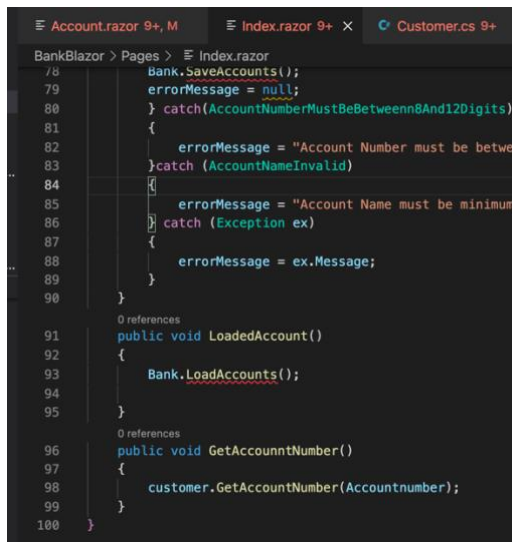 Account.razor 9+, M Index.razor 9+ × Customer.cs 9+
BankBlazor > Pages > Index.razor
78 Bank.SaveAccounts();
79 errorMessage = null;
80 } catch(AccountNumberMustBeBetweenn8And12Digits)
81 {
82 errorMessage = "Account Number must be betwe
83 }catch (AccountNameInvalid)
84 {
85 errorMessage = "Account Name must be minimum
86 } catch (Exception ex)
87 {
88 errorMessage = ex.Message;
89 }
90 }
0 references
91 public void LoadedAccount()
92 {
93 Bank.LoadAccounts();
94
95 }
0 references
96 public void GetAccounntNumber()
97 {
98 customer.GetAccountNumber(Accountnumber);
99 }
100 }